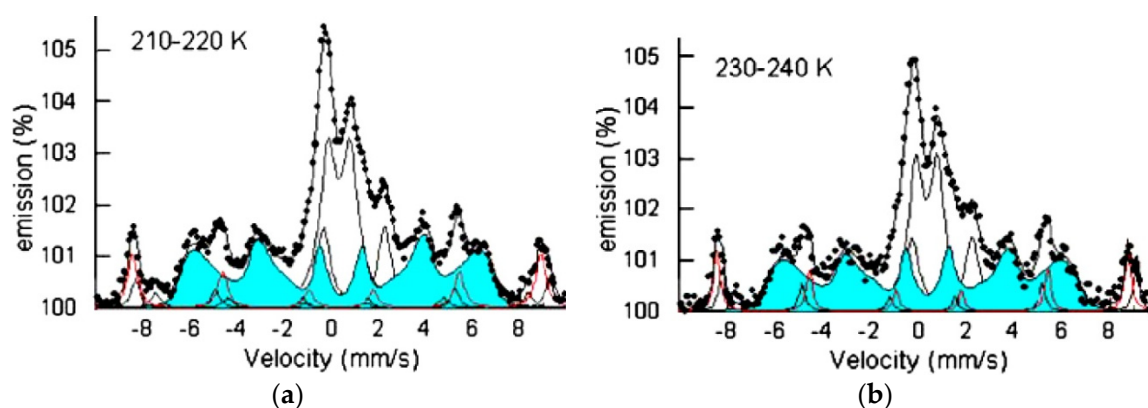 210-220 K
emission (%)
105
104
103
102
101
100
-8 -6 -4 -2 0 2 4 6 8
Velocity (mm/s)
(a)
230-240 K
emission (%)
105
104
103
102
101
100
-8 -6 -4 -2 0 2 4 6 8
Velocity (mm/s)
(b)